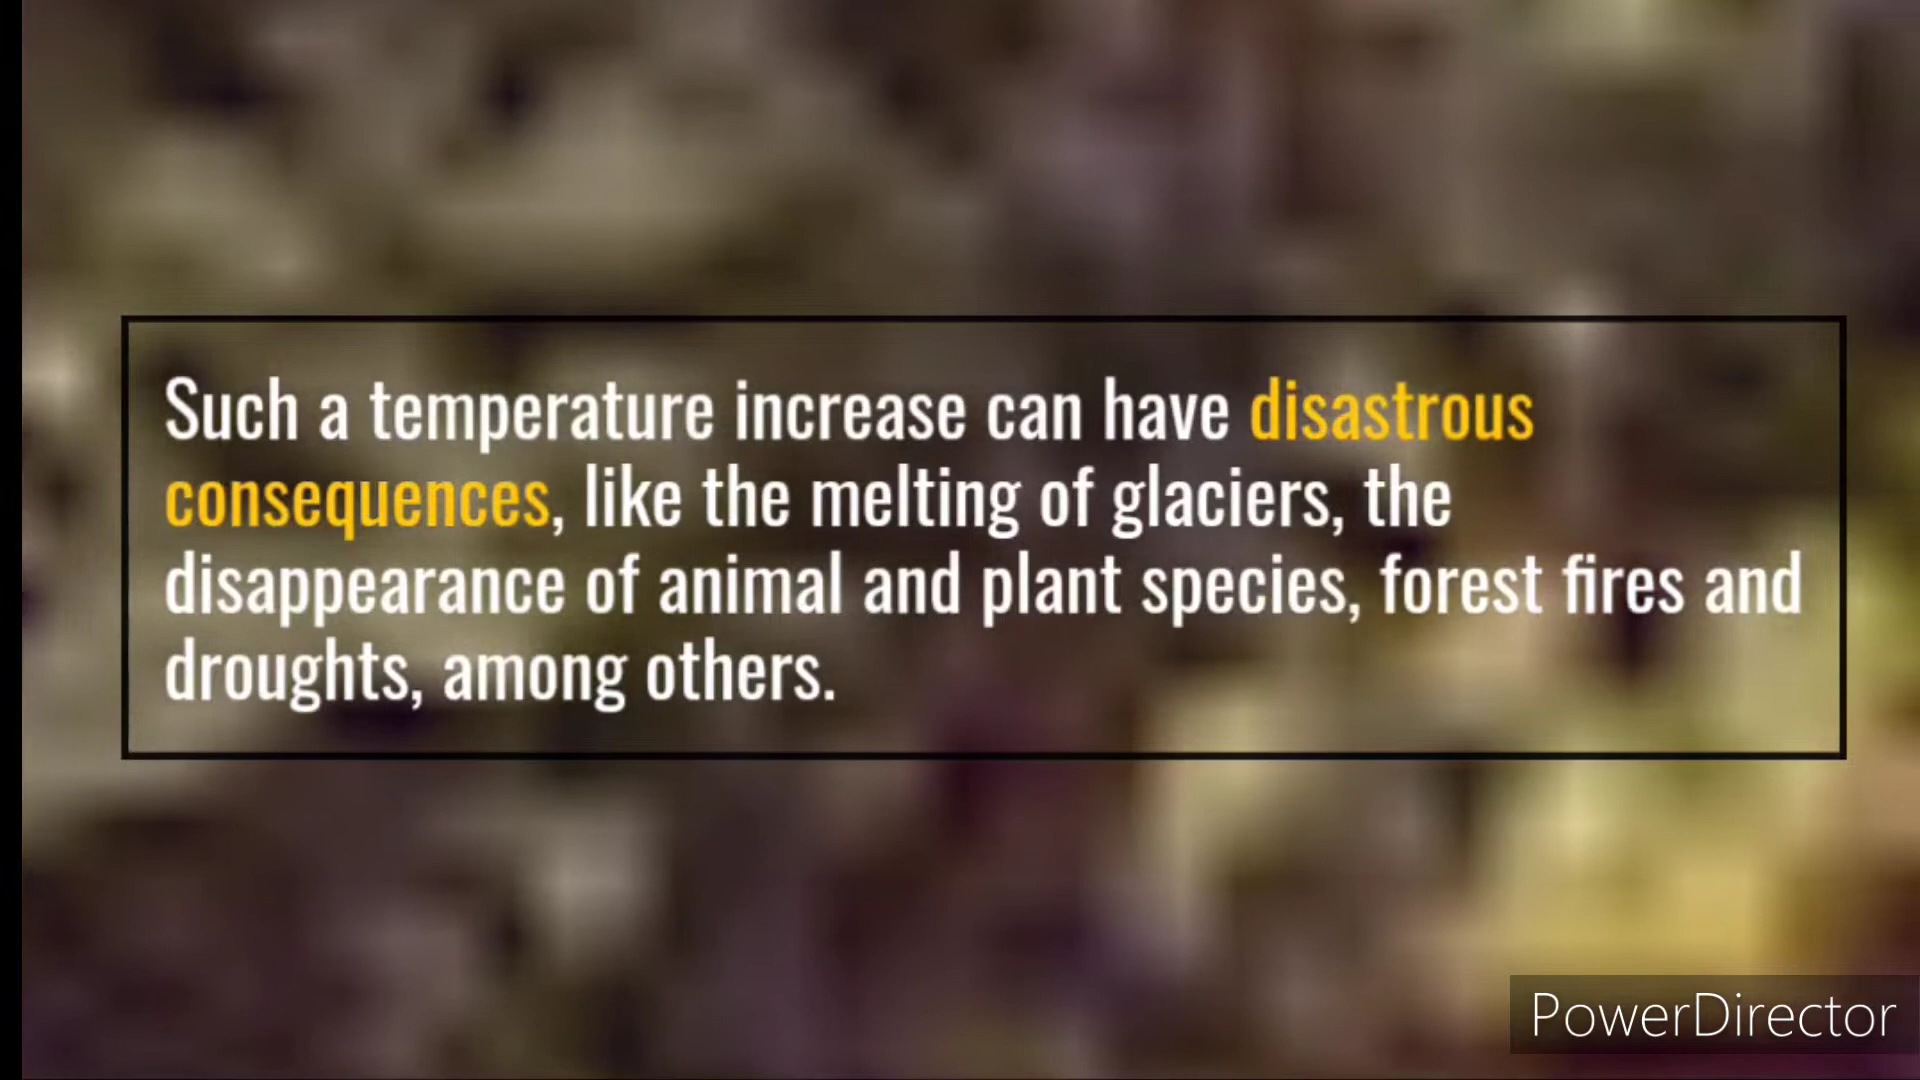 Such a temperature increase can have disastrous
consequences, like the melting of glaciers, the
disappearance of animal and plant species, forest fires and
droughts, among others.
PowerDirector